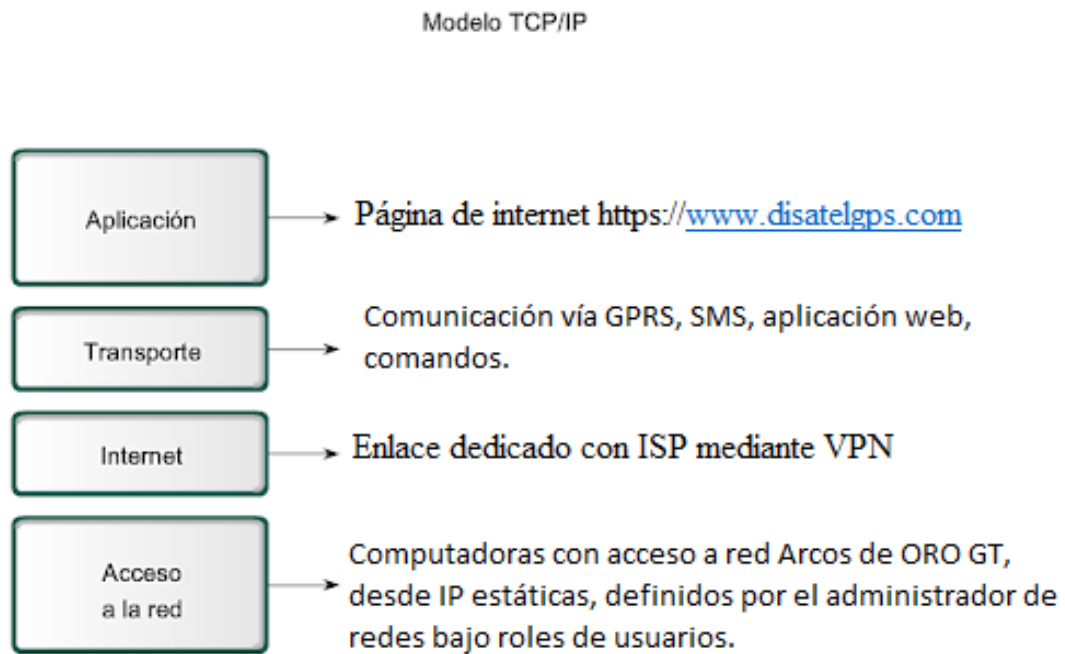 Modelo TCP/IP
Aplicación
Página de internet https://www.disatelgps.com
Transporte
Comunicación vía GPRS, SMS, aplicación web,
comandos.
Internet
Enlace dedicado con ISP mediante VPN
Acceso
a la red
Computadoras con acceso a red Arcos de ORO GT,
desde IP estáticas, definidos por el administrador de
redes bajo roles de usuarios.